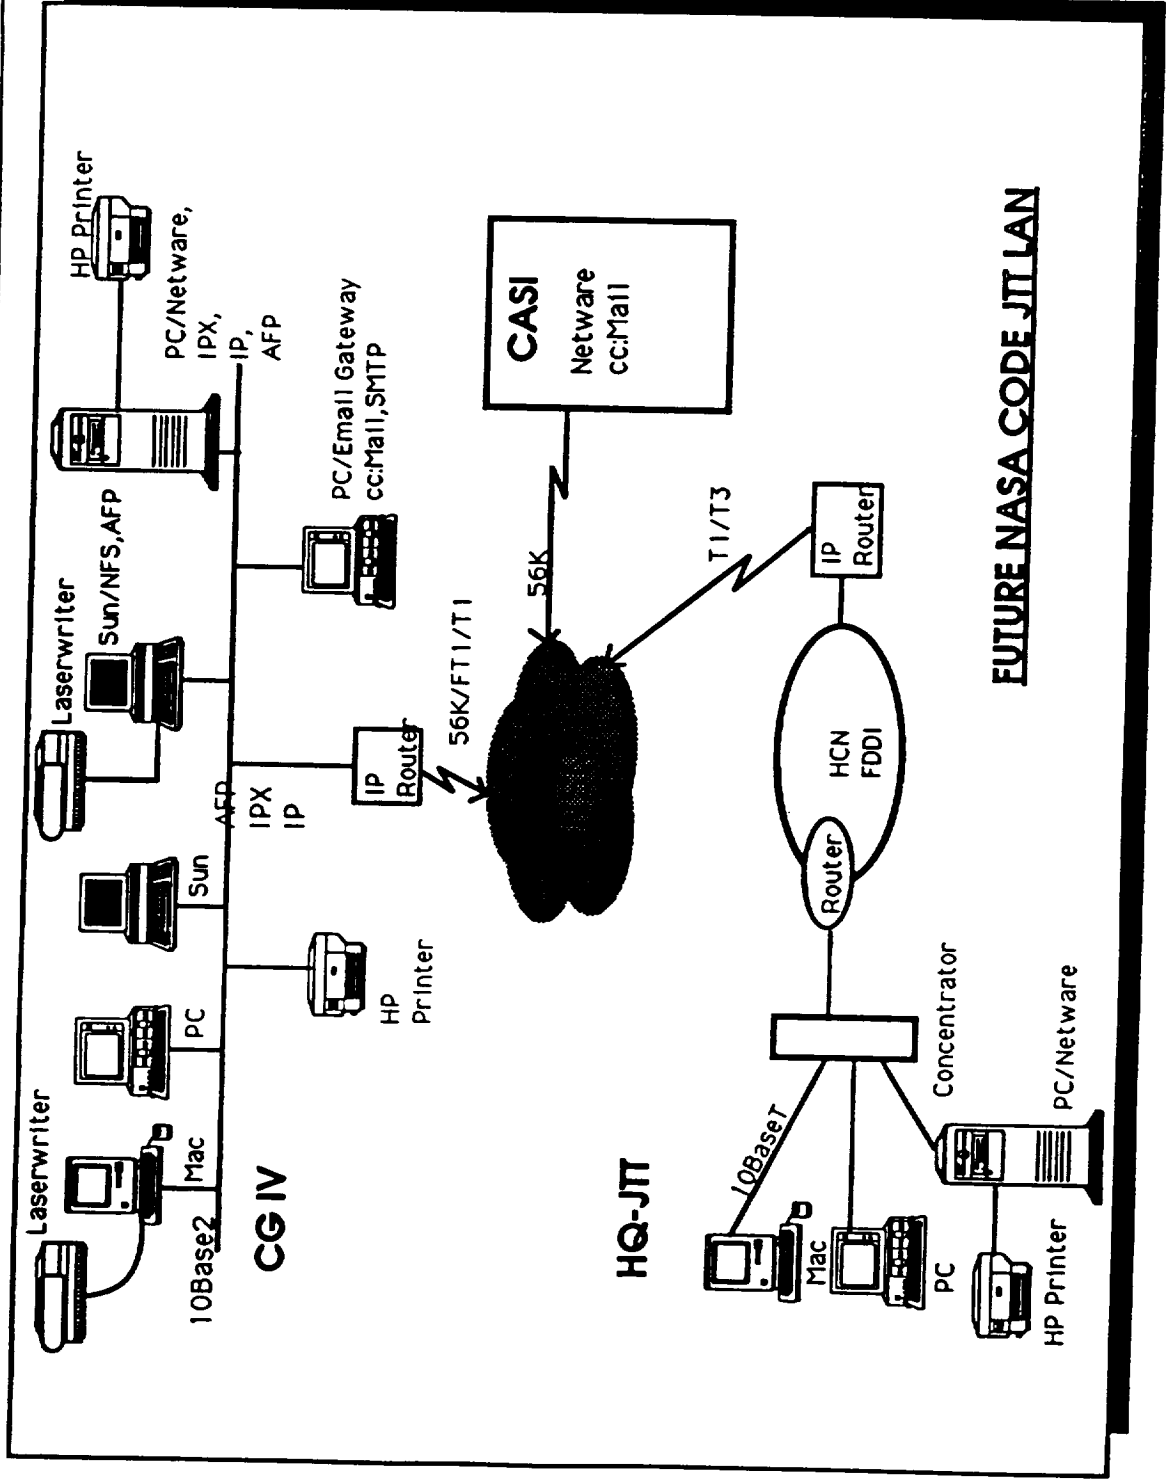 Laserwriter
Laserwriter
HP Printer
Sun/NFS,AFP
Mac
PC
Sun
PC/Netware,
IPX,
IP,
AFP
10Base2
AFP
IPX
IP
CG IV
HP
Printer
IP
Router
PC/Email Gateway
cc:Mail,SMTP
56K/FT1/T1
56K
CASI
Netware
cc:Mail
T1/T3
HQ-JTT
10BaseT
Mac
PC
HP Printer
PC/Netware
Concentrator
Router
HCN
FDDI
IP
Router
FUTURE NASA CODE JTT LAN